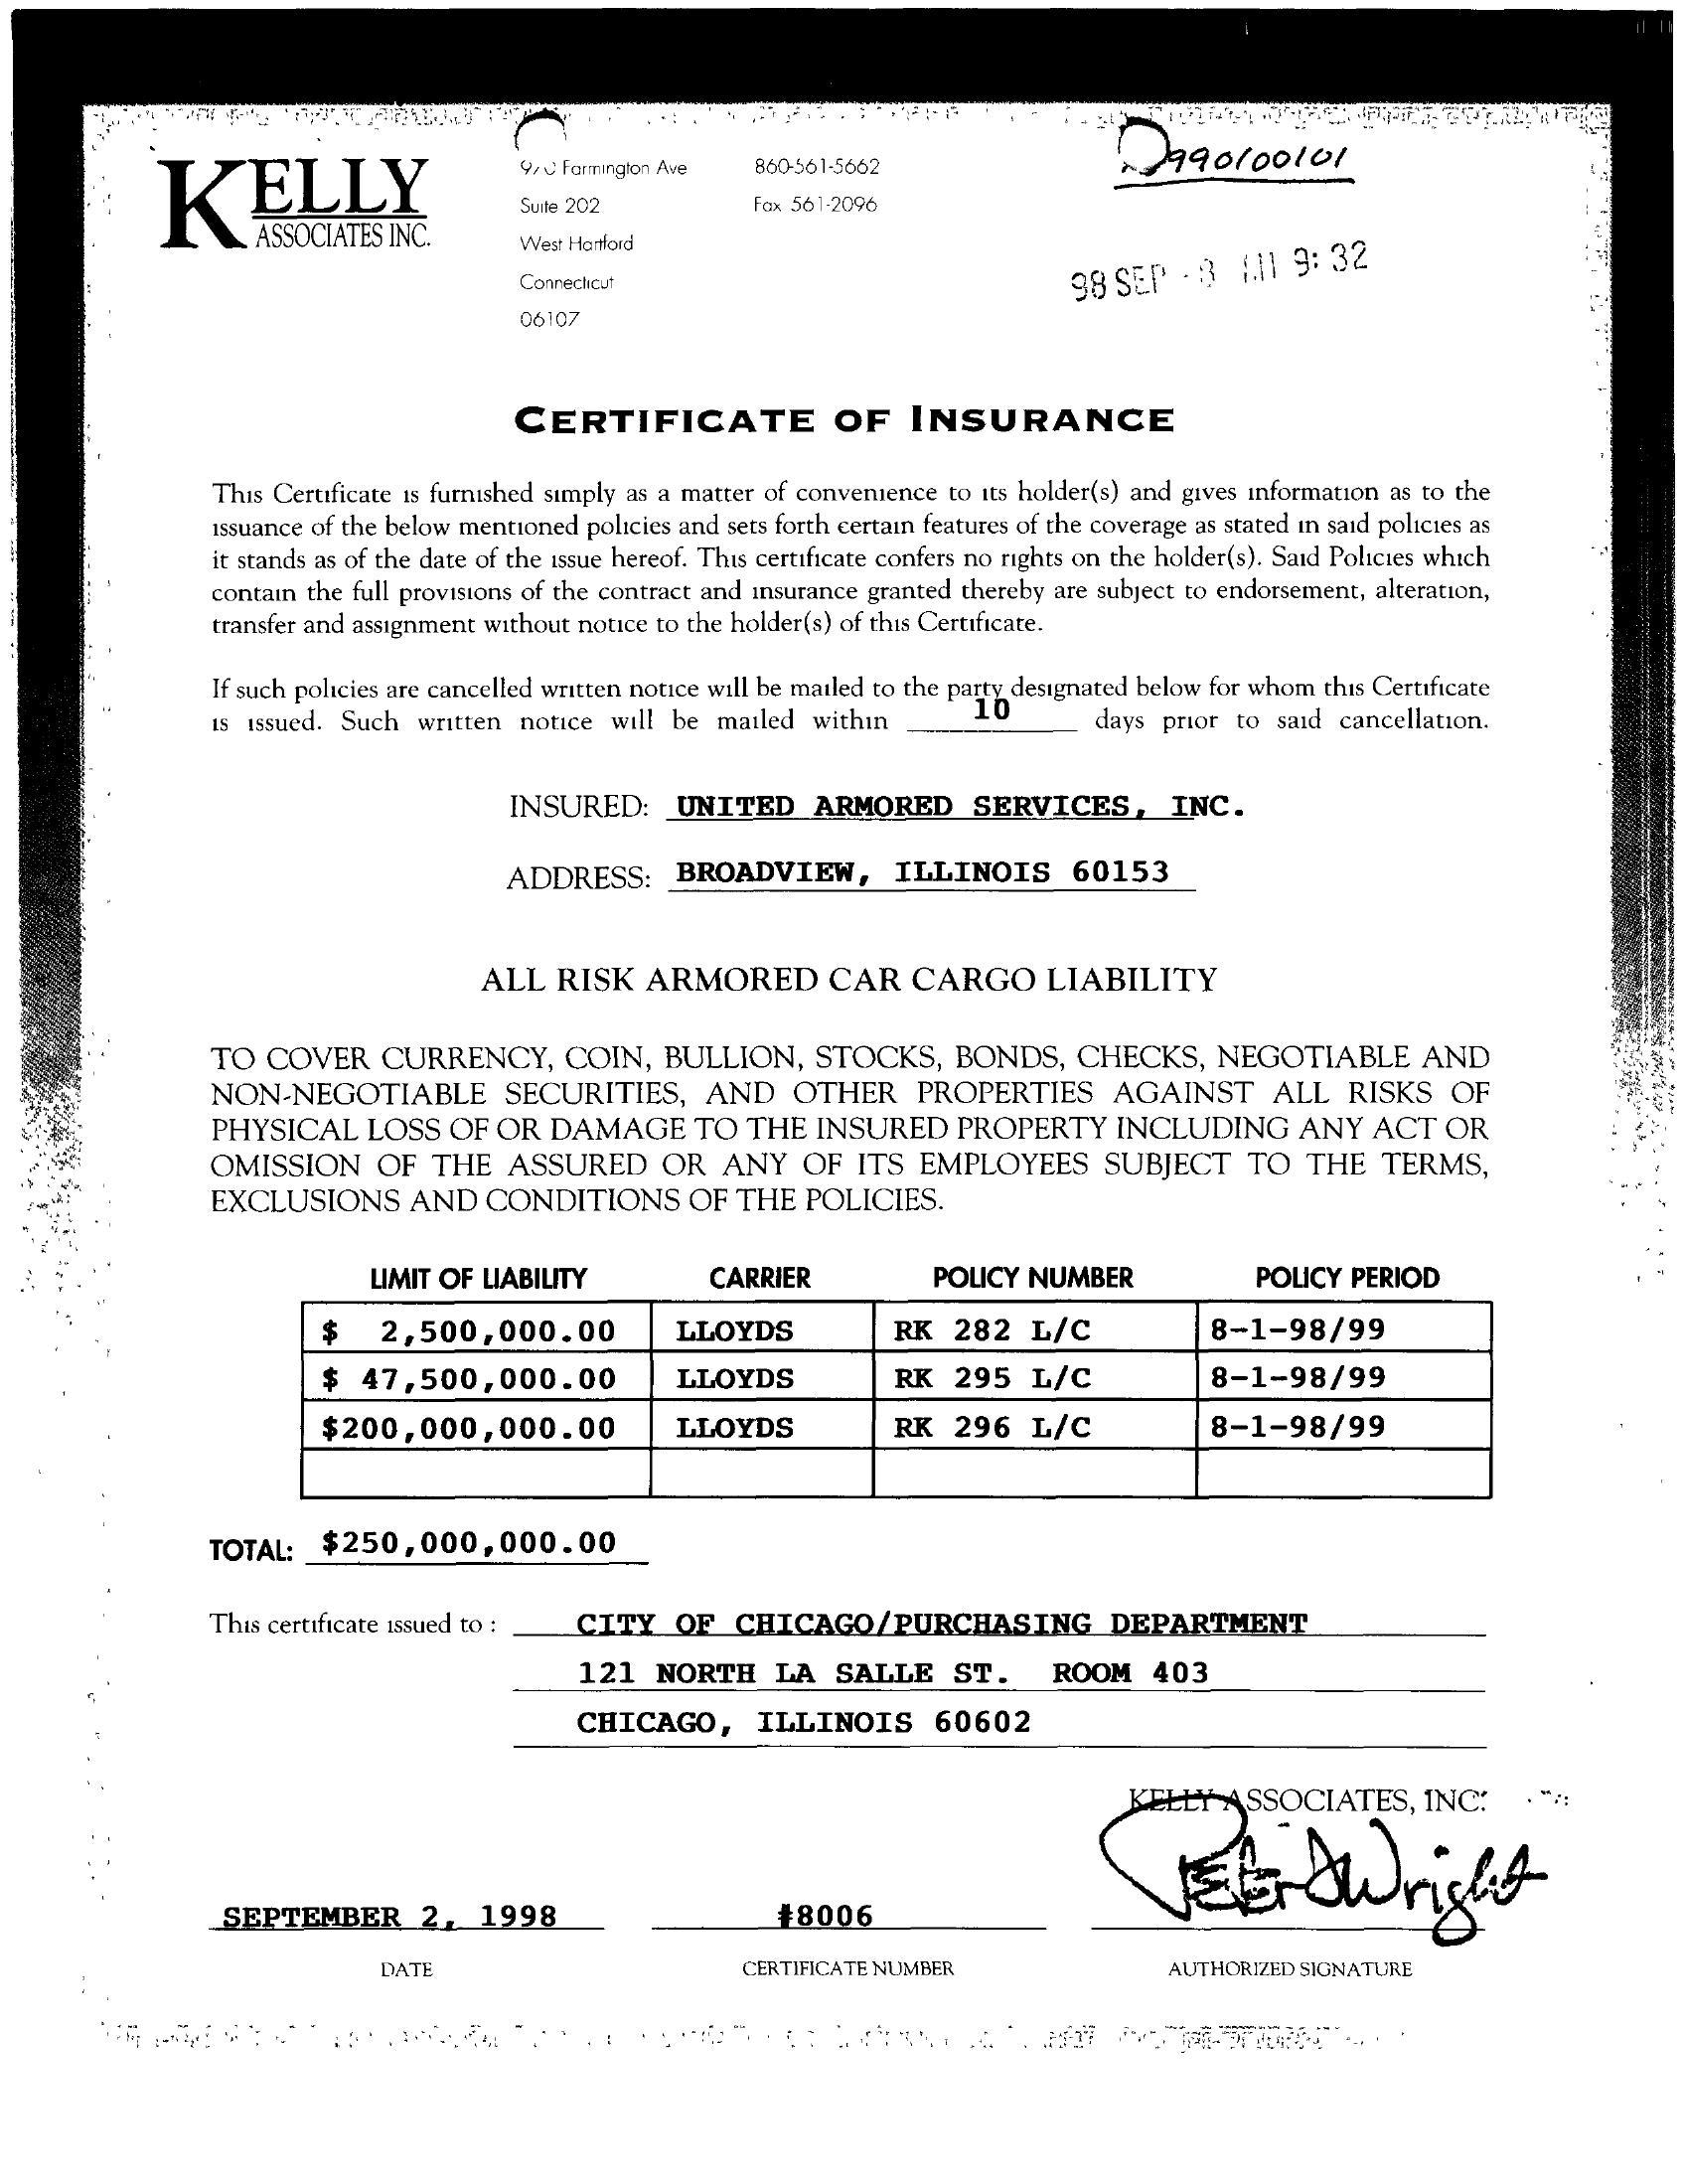 KELLY
ASSOCIATES INC.
Farmington Ave
Suite 202
West Hartford
Connecticut
06107
860-561-5662
Fax 561-2096
D990100101
98 SEP - 9: 32
CERTIFICATE OF INSURANCE
This Certificate is furnished simply as a matter of convenience to its holder(s) and gives information as to the
issuance of the below mentioned policies and sets forth certain features of the coverage as stated in said policies as
it stands as of the date of the issue hereof. This certificate confers no rights on the holder(s). Said Policies which
contain the full provisions of the contract and insurance granted thereby are subject to endorsement, alteration,
transfer and assignment without notice to the holder(s) of this Certificate.
If such policies are cancelled written notice will be mailed to the party designated below for whom this Certificate
is issued. Such written notice will be mailed within 10 days prior to said cancellation.
INSURED: UNITED ARMORED SERVICES, INC.
ADDRESS: BROADVIEW, ILLINOIS 60153
ALL RISK ARMORED CAR CARGO LIABILITY
TO COVER CURRENCY, COIN, BULLION, STOCKS, BONDS, CHECKS, NEGOTIABLE AND
NON-NEGOTIABLE SECURITIES, AND OTHER PROPERTIES AGAINST ALL RISKS OF
PHYSICAL LOSS OF OR DAMAGE TO THE INSURED PROPERTY INCLUDING ANY ACT OR
OMISSION OF THE ASSURED OR ANY OF ITS EMPLOYEES SUBJECT TO THE TERMS,
EXCLUSIONS AND CONDITIONS OF THE POLICIES.
LIMIT OF LIABILITY CARRIER POLICY NUMBER POLICY PERIOD
$ 2,500,000.00 LLOYDS RK 282 L/C 8-1-98/99
$ 47,500,000.00 LLOYDS RK 295 L/C 8-1-98/99
$200,000,000.00 LLOYDS RK 296 L/C 8-1-98/99
TOTAL: $250,000,000.00
This certificate issued to : CITY OF CHICAGO/PURCHASING DEPARTMENT
121 NORTH LA SALLE ST. ROOM 403
CHICAGO, ILLINOIS 60602
KELLY ASSOCIATES, INC.
Peter D Wright
SEPTEMBER 2, 1998 #8006
DATE CERTIFICATE NUMBER AUTHORIZED SIGNATURE